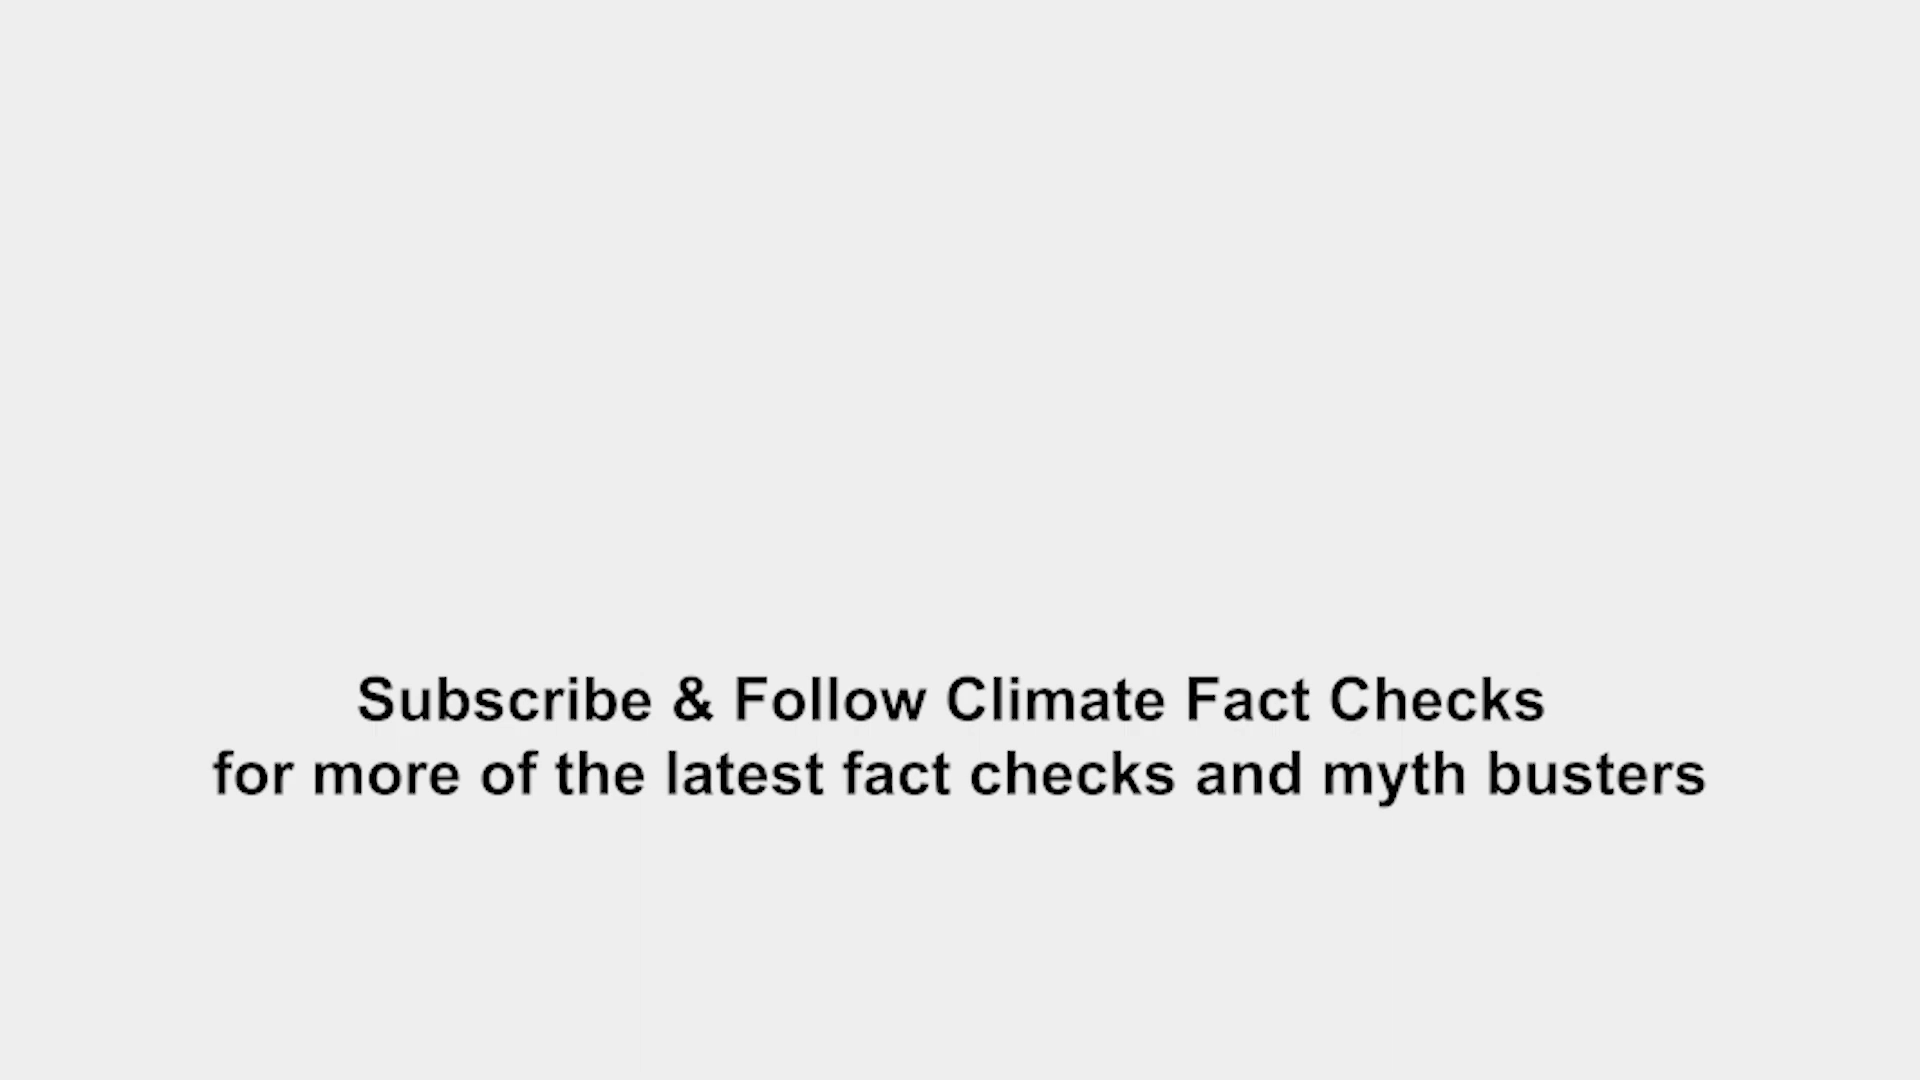 Subscribe & Follow Climate Fact Checks
for more of the latest fact checks and myth busters